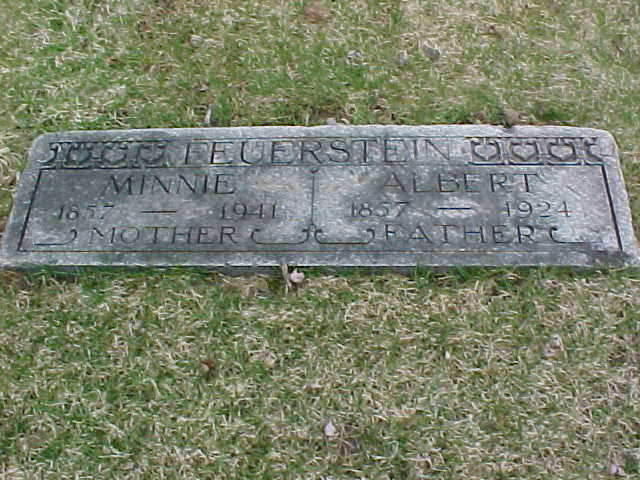 FEUERSTEIN
MINNIE
1857 — 1941
MOTHER
ALBERT
1857 — 1924
FATHER